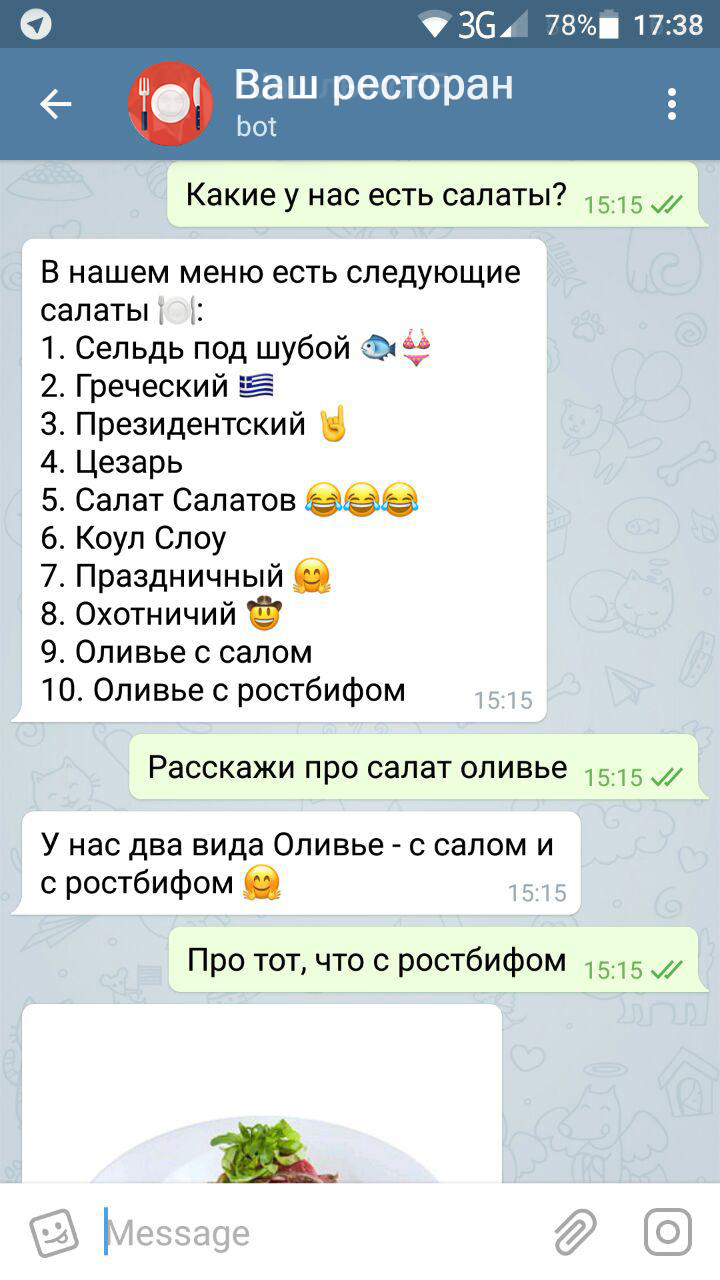 3G 78% 17:38
Ваш ресторан
bot
Какие у нас есть салаты? 15:15
В нашем меню есть следующие
салаты 🍽:
1. Сельдь под шубой 🐟👙
2. Греческий 🇬🇷
3. Президентский 🤘
4. Цезарь
5. Салат Салатов 😂😂😂
6. Коул Слоу
7. Праздничный 🤗
8. Охотничий 🤠
9. Оливье с салом
10. Оливье с ростбифом 15:15
Расскажи про салат оливье 15:15
У нас два вида Оливье - с салом и
с ростбифом 🤗 15:15
Про тот, что с ростбифом 15:15
Message